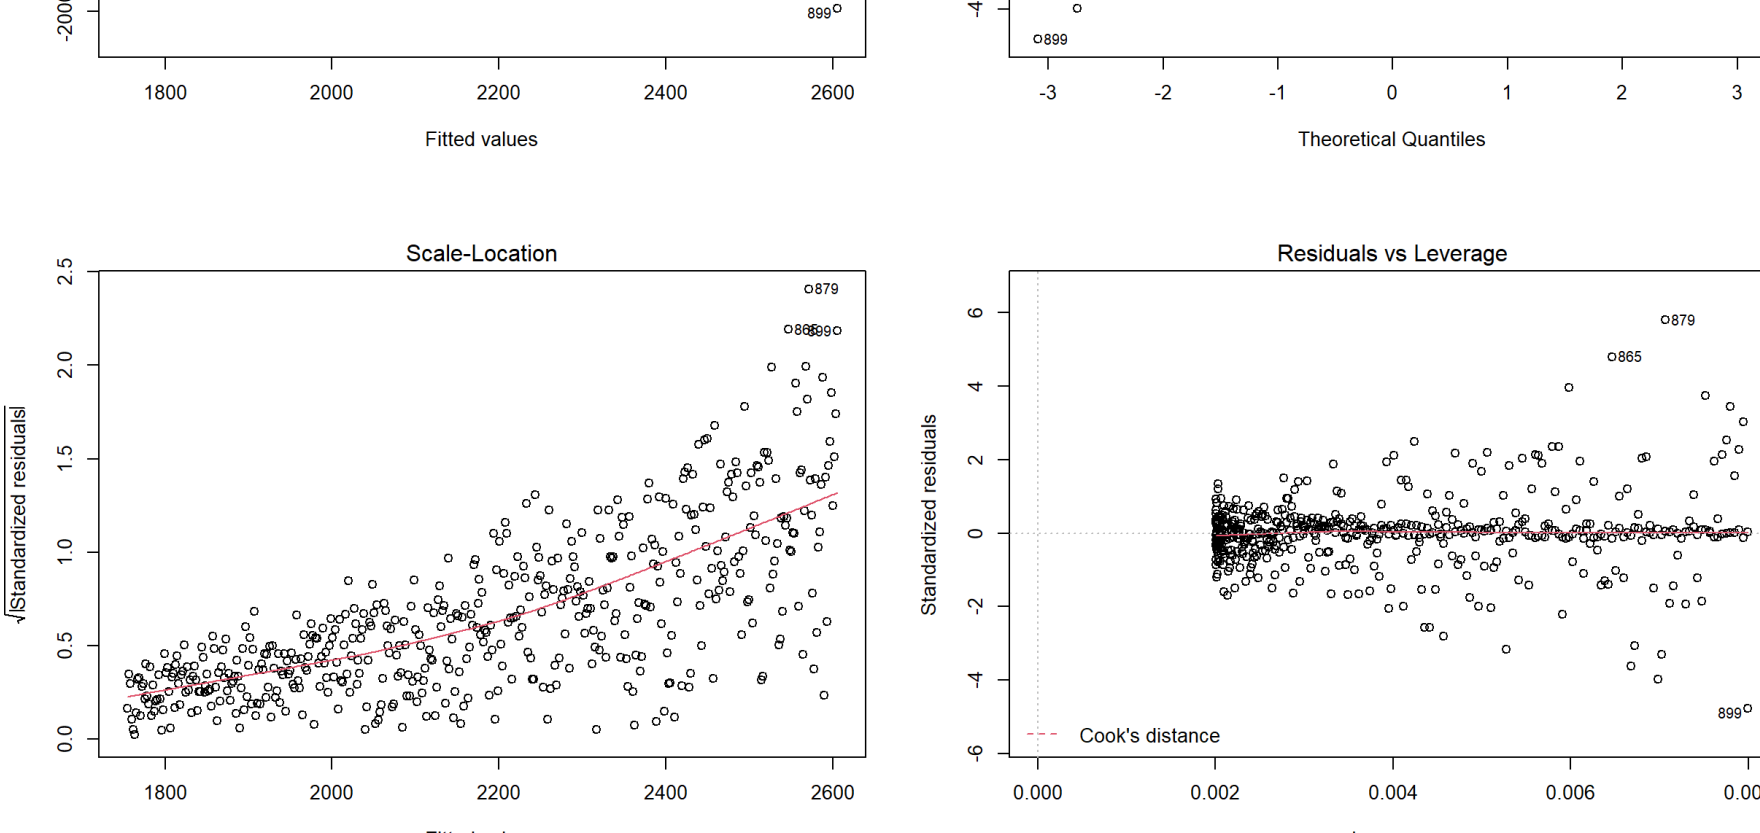 -2000
899
1800 2000 2200 2400 2600
Fitted values
-4
899
-3 -2 -1 0 1 2 3
Theoretical Quantiles
Scale-Location
2.5
2.0
1.5
1.0
0.5
0.0
√|Standardized residuals|
879
865
899
1800 2000 2200 2400 2600
Residuals vs Leverage
6
4
2
0
-2
-4
-6
Standardized residuals
879
865
899
Cook's distance
0.000 0.002 0.004 0.006 0.00